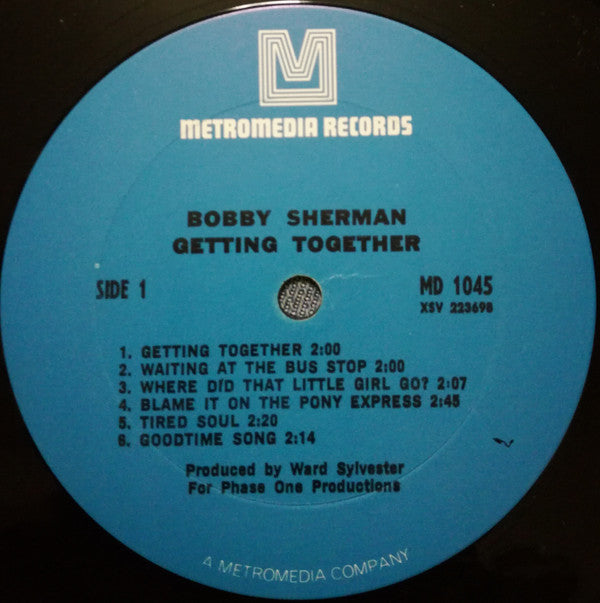 M
METROMEDIA RECORDS
BOBBY SHERMAN
GETTING TOGETHER
SIDE 1
MD 1045
XSV 223698
1. GETTING TOGETHER 2:00
2. WAITING AT THE BUS STOP 2:00
3. WHERE DID THAT LITTLE GIRL GO? 2:07
4. BLAME IT ON THE PONY EXPRESS 2:45
5. TIRED SOUL 2:20
6. GOODTIME SONG 2:14
Produced by Ward Sylvester
For Phase One Productions
A METROMEDIA COMPANY